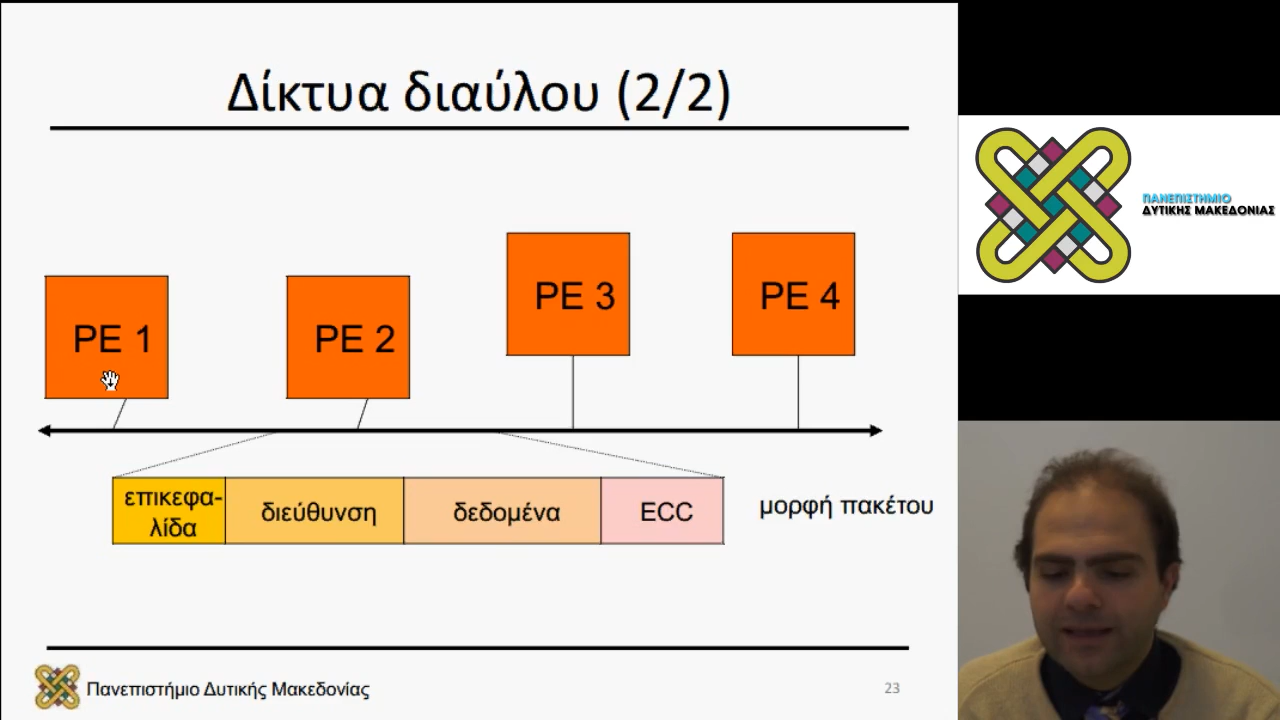 Δίκτυα διαύλου (2/2)
ΠΑΝΕΠΙΣΤΗΜΙΟ
ΔΥΤΙΚΗΣ ΜΑΚΕΔΟΝΙΑΣ
PE 1
PE 2
PE 3
PE 4
επικεφα-
λίδα
διεύθυνση
δεδομένα
ECC
μορφή πακέτου
Πανεπιστήμιο Δυτικής Μακεδονίας
23